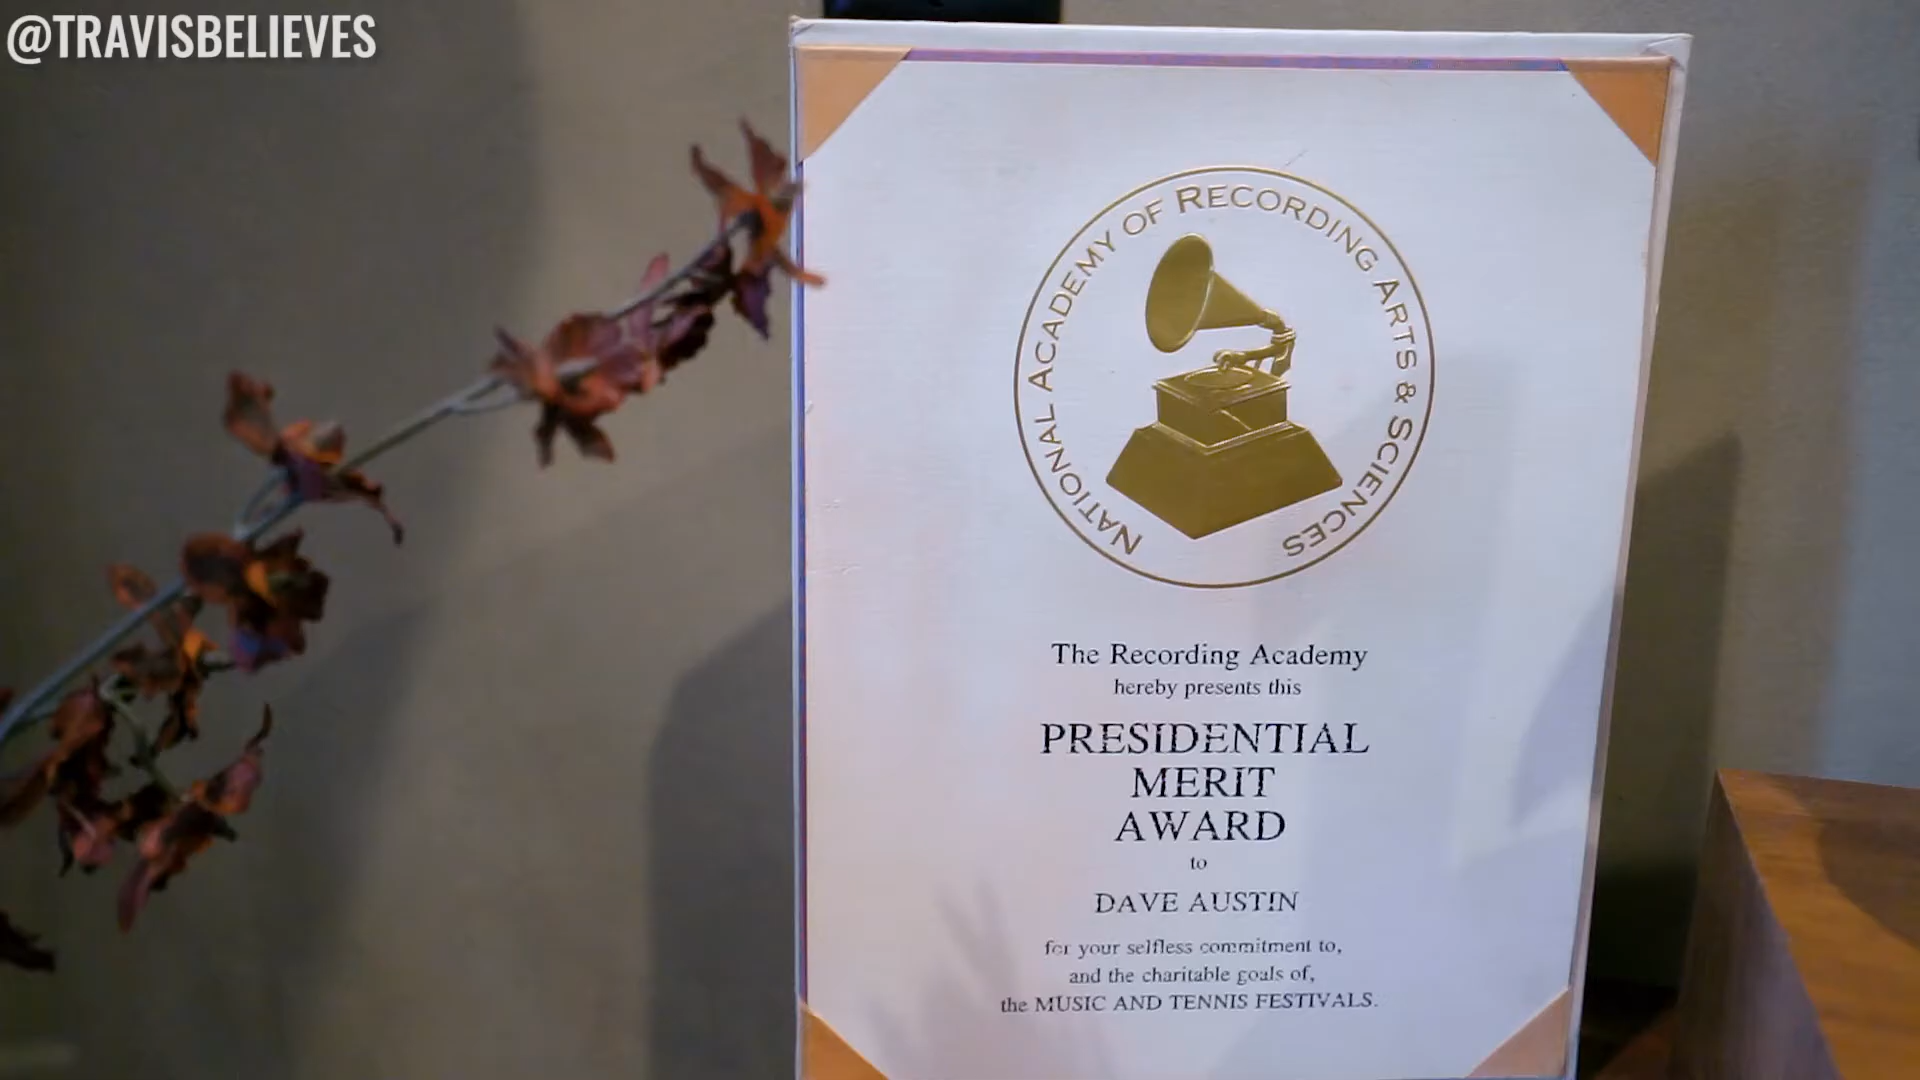 @TRAVISBELIEVES
NATIONAL ACADEMY OF RECORDING ARTS & SCIENCES
The Recording Academy
hereby presents this
PRESIDENTIAL
MERIT
AWARD
to
DAVE AUSTIN
for your selfless commitment to,
and the charitable goals of,
the MUSIC AND TENNIS FESTIVALS.